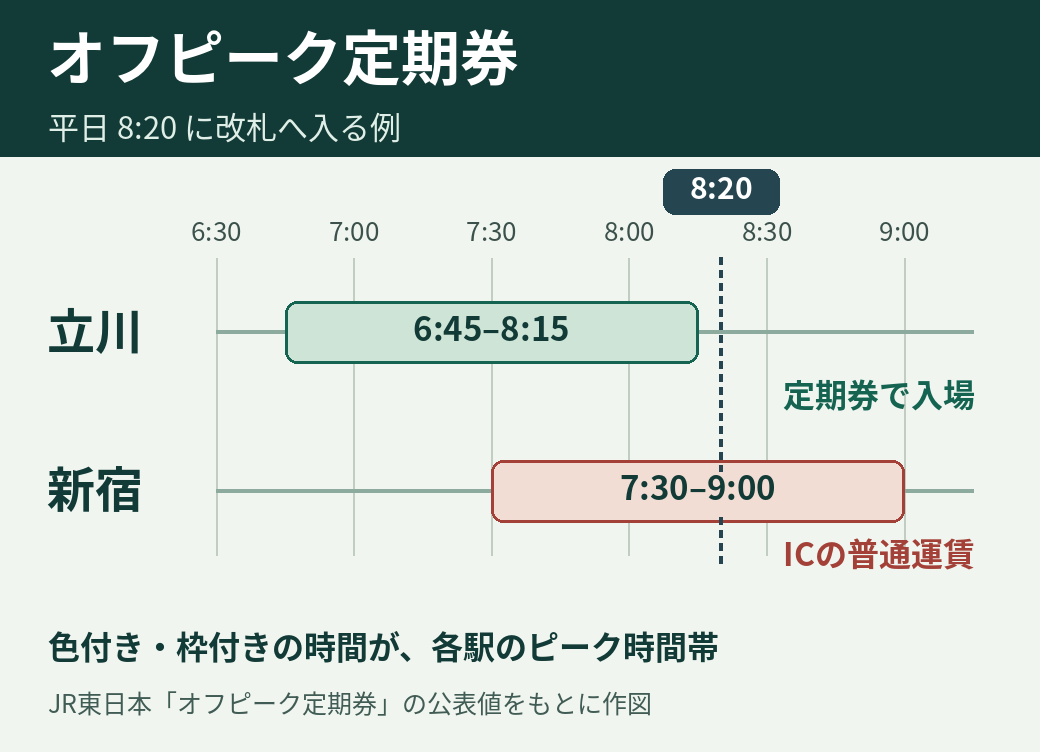 オフピーク定期券
平日 8:20 に改札へ入る例
8:20
6:30 7:00 7:30 8:00 8:30 9:00
立川
6:45–8:15
定期券で入場
新宿
7:30–9:00
ICの普通運賃
色付き・枠付きの時間が、各駅のピーク時間帯
JR東日本「オフピーク定期券」の公表値をもとに作図